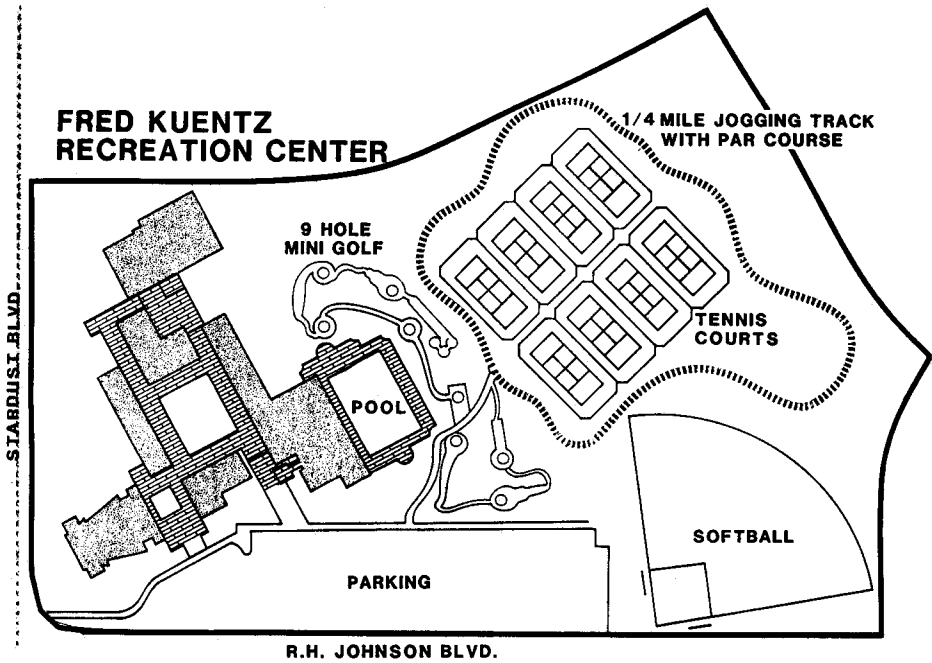 FRED KUENTZ
RECREATION CENTER
1/4 MILE JOGGING TRACK
WITH PAR COURSE
9 HOLE
MINI GOLF
STARDUST BLVD
TENNIS
COURTS
POOL
SOFTBALL
PARKING
R.H. JOHNSON BLVD.